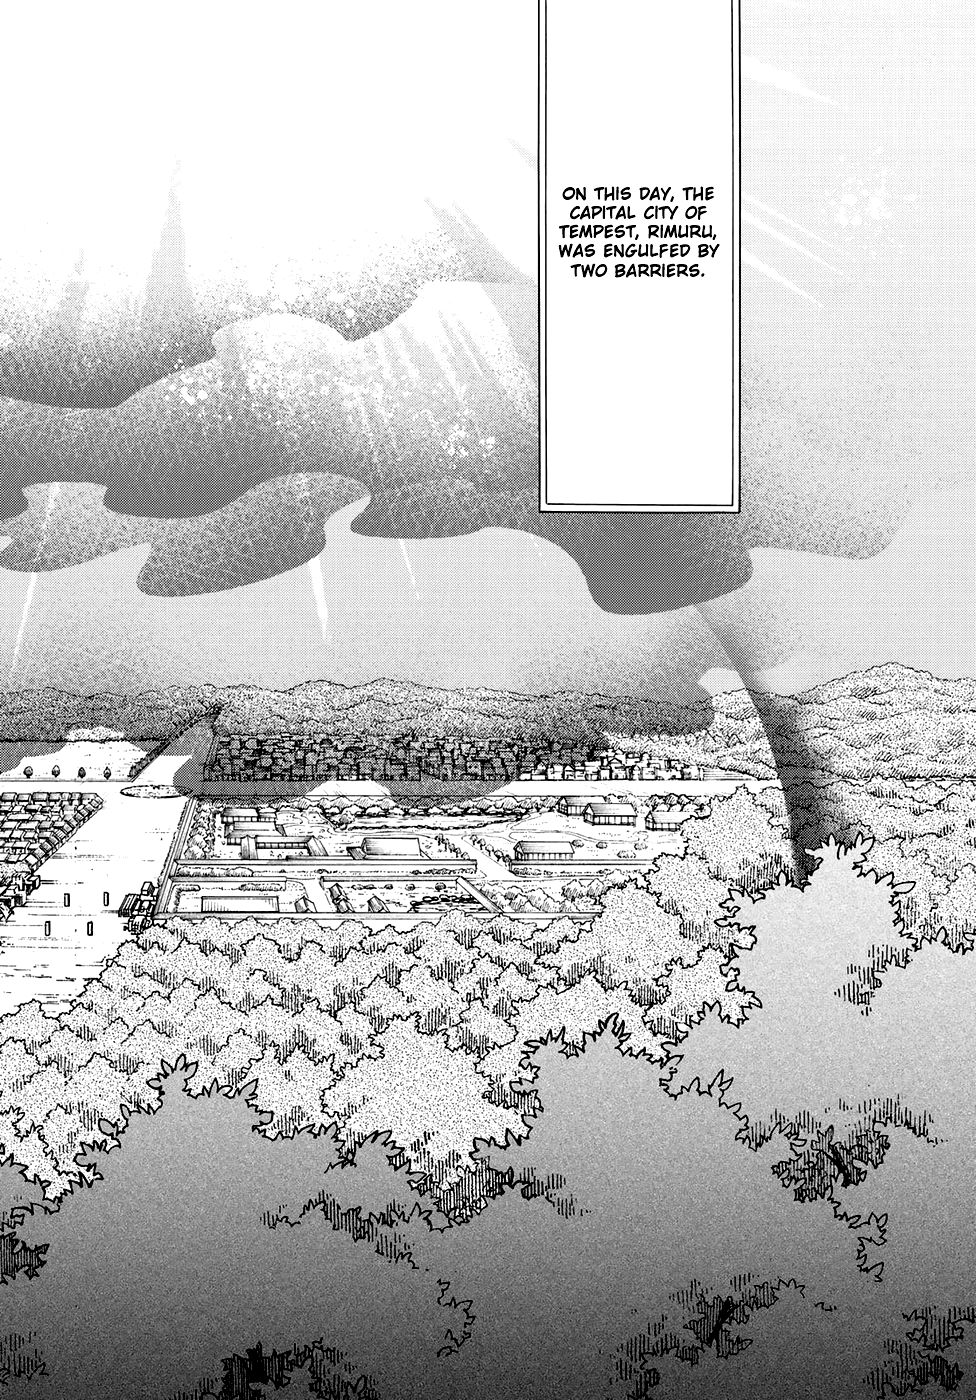 ON THIS DAY, THE
CAPITAL CITY OF
TEMPEST, RIMURU,
WAS ENGULFED BY
TWO BARRIERS.